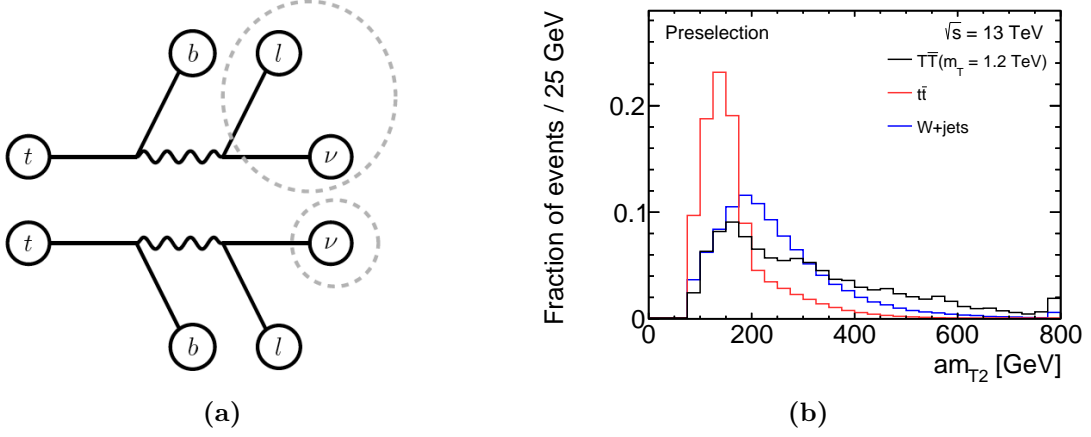 b
l
t
ν
t
ν
b
l
(a)
Fraction of events / 25 GeV
Preselection
√s = 13 TeV
TT̅(m_T = 1.2 TeV)
tt̅
W+jets
0.2
0.1
0
0 200 400 600 800
am_T2 [GeV]
(b)